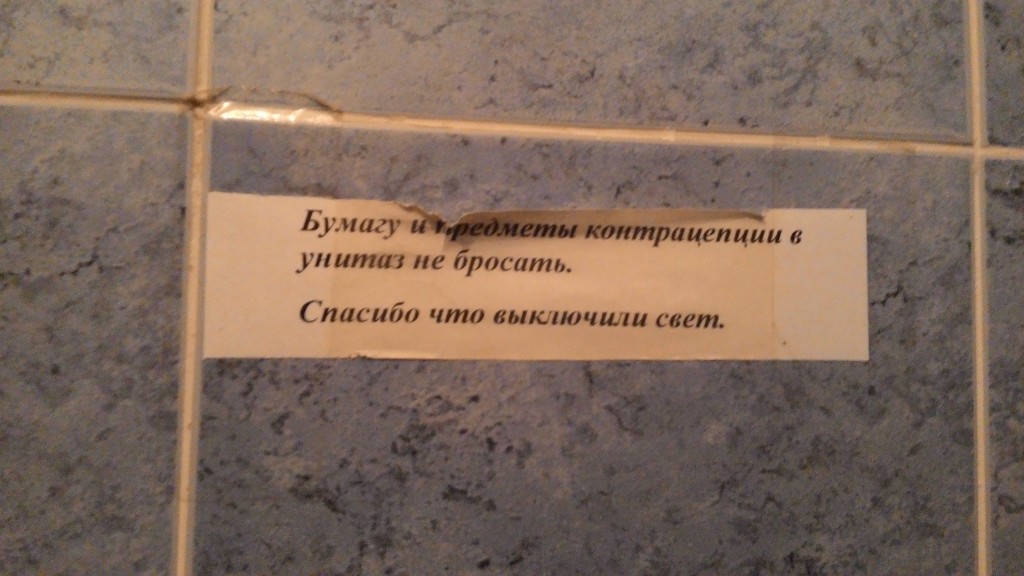 Бумагу и предметы контрацепции в
унитаз не бросать.
Спасибо что выключили свет.